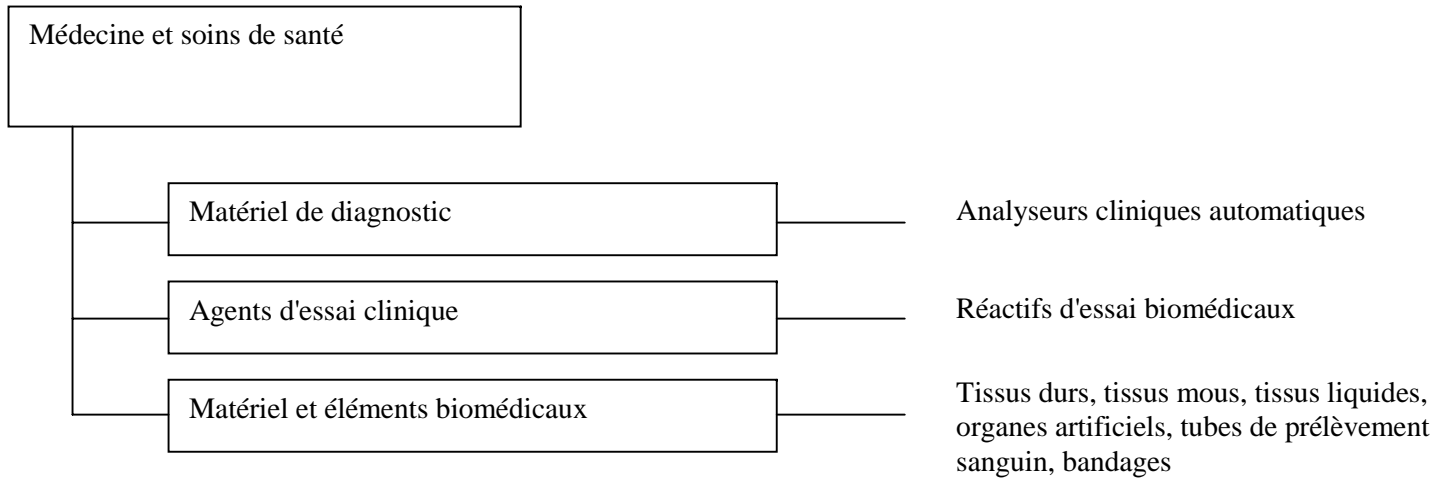 Médecine et soins de santé
Matériel de diagnostic
Analyseurs cliniques automatiques
Agents d'essai clinique
Réactifs d'essai biomédicaux
Matériel et éléments biomédicaux
Tissus durs, tissus mous, tissus liquides,
organes artificiels, tubes de prélèvement
sanguin, bandages